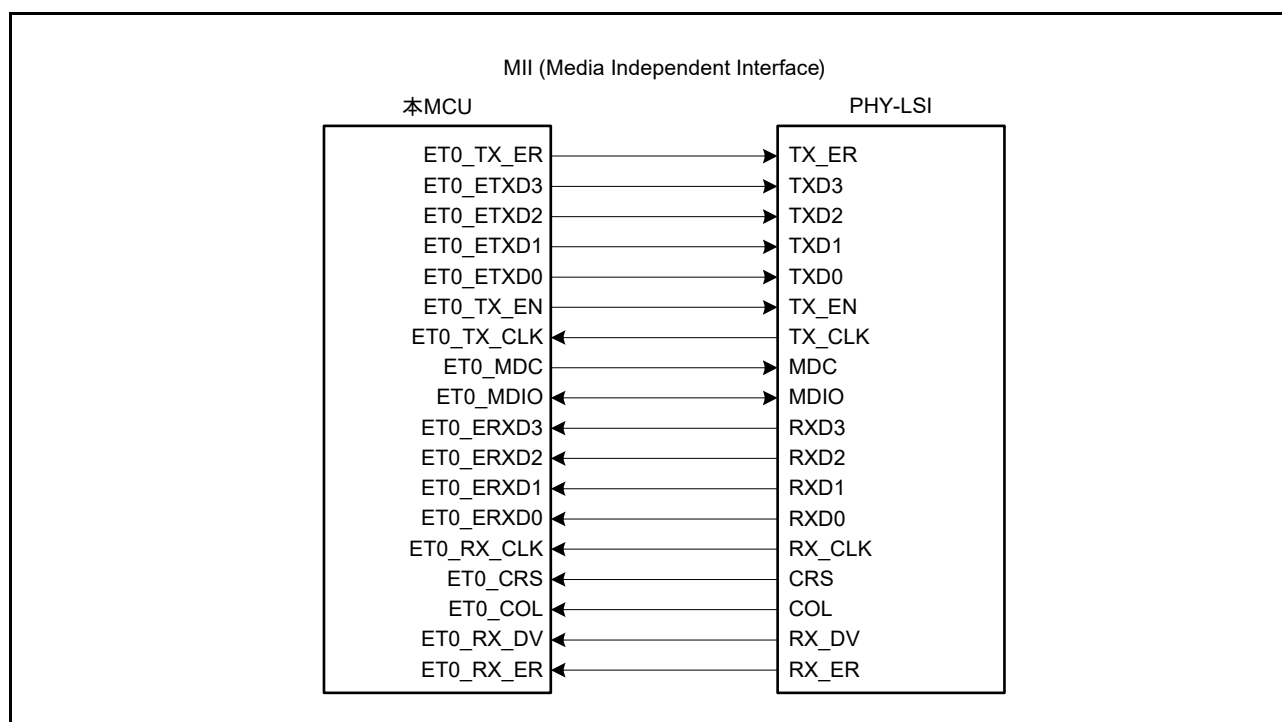 MII (Media Independent Interface)
本MCU PHY-LSI
ET0_TX_ER TX_ER
ET0_ETXD3 TXD3
ET0_ETXD2 TXD2
ET0_ETXD1 TXD1
ET0_ETXD0 TXD0
ET0_TX_EN TX_EN
ET0_TX_CLK TX_CLK
ET0_MDC MDC
ET0_MDIO MDIO
ET0_ERXD3 RXD3
ET0_ERXD2 RXD2
ET0_ERXD1 RXD1
ET0_ERXD0 RXD0
ET0_RX_CLK RX_CLK
ET0_CRS CRS
ET0_COL COL
ET0_RX_DV RX_DV
ET0_RX_ER RX_ER